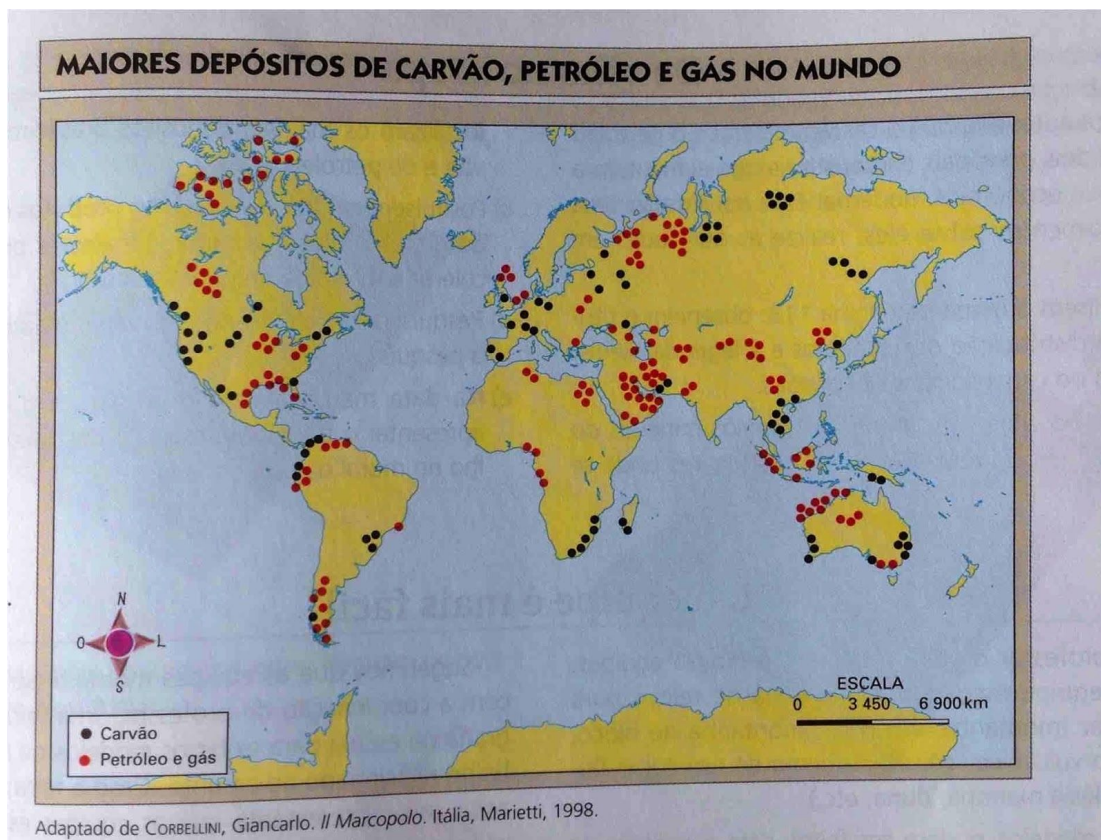 MAIORES DEPÓSITOS DE CARVÃO, PETRÓLEO E GÁS NO MUNDO
N
O
L
S
ESCALA
0 3 450 6 900 km
Carvão
Petróleo e gás
Adaptado de CORBELLINI, Giancarlo. Il Marcopolo. Itália, Marietti, 1998.